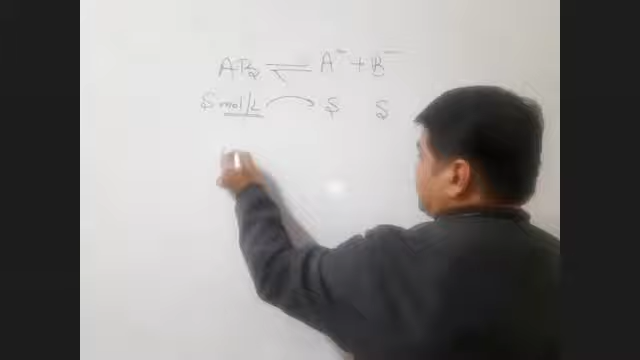 AB ⇌ A⁻ + B⁻
S mol/L S S